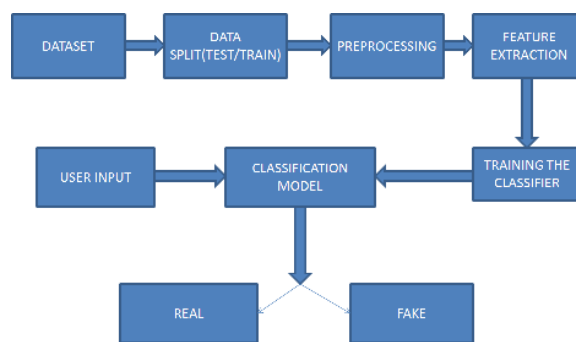 DATASET
DATA
SPLIT(TEST/TRAIN)
PREPROCESSING
FEATURE
EXTRACTION
USER INPUT
CLASSIFICATION
MODEL
TRAINING THE
CLASSIFIER
REAL
FAKE